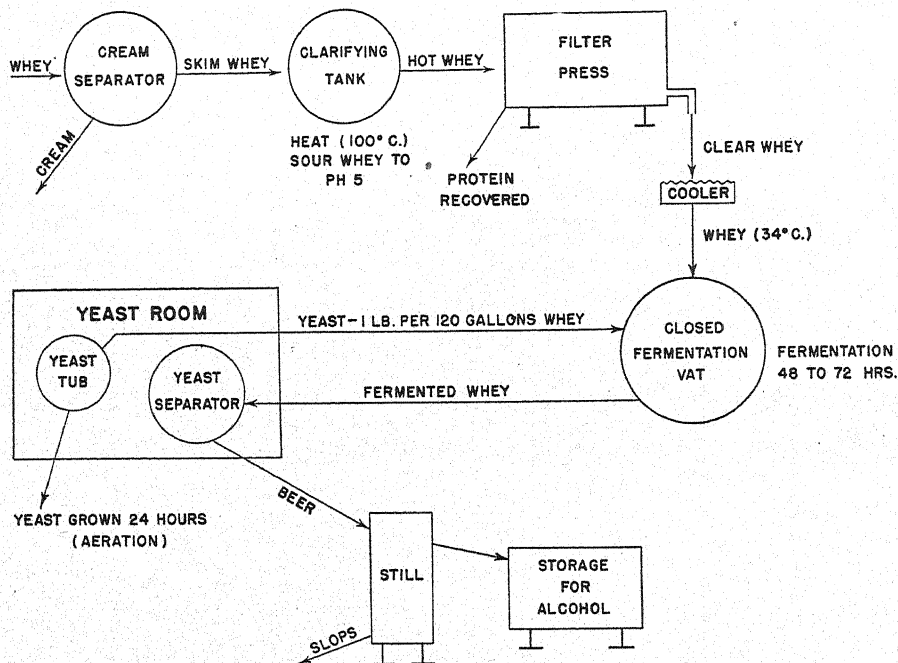 WHEY
CREAM
SEPARATOR
SKIM WHEY
CREAM
CLARIFYING
TANK
HOT WHEY
HEAT (100° C.)
SOUR WHEY TO
PH 5
FILTER
PRESS
PROTEIN
RECOVERED
CLEAR WHEY
COOLER
WHEY (34° C.)
YEAST ROOM
YEAST
TUB
YEAST
SEPARATOR
YEAST-1 LB. PER 120 GALLONS WHEY
FERMENTED WHEY
CLOSED
FERMENTATION
VAT
FERMENTATION
48 TO 72 HRS.
YEAST GROWN 24 HOURS
(AERATION)
BEER
STILL
SLOPS
STORAGE
FOR
ALCOHOL